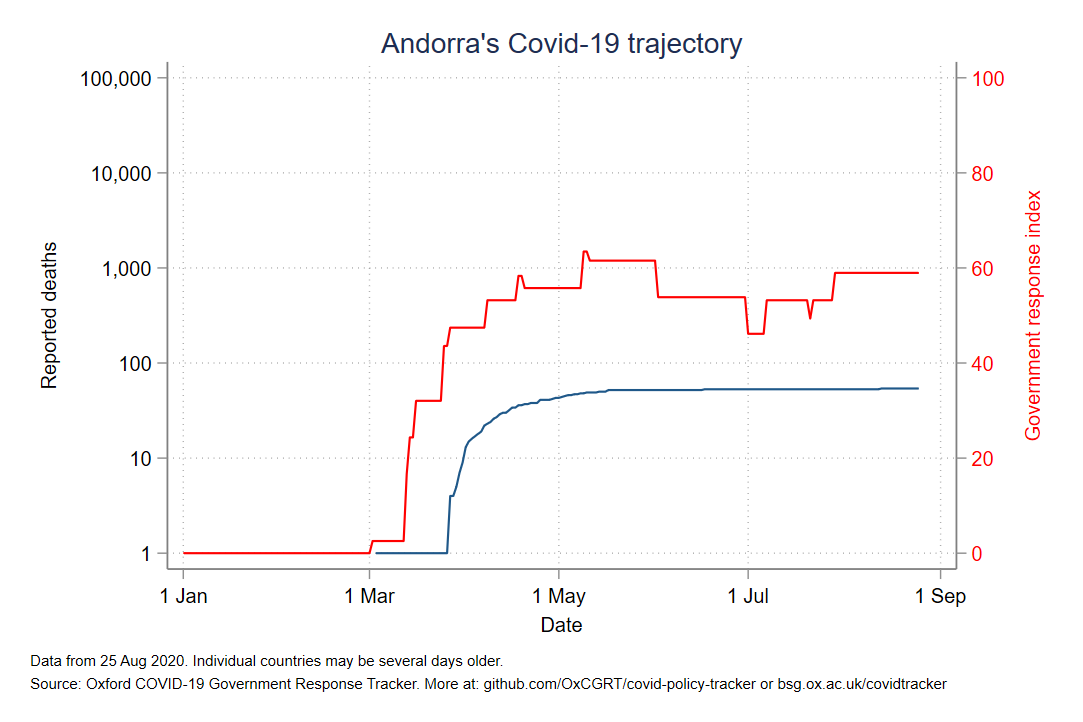 Andorra's Covid-19 trajectory
100,000
10,000
1,000
100
10
1
Reported deaths
100
80
60
40
20
0
Government response index
1 Jan
1 Mar
1 May
1 Jul
1 Sep
Date
Data from 25 Aug 2020. Individual countries may be several days older.
Source: Oxford COVID-19 Government Response Tracker. More at: github.com/OxCGRT/covid-policy-tracker or bsg.ox.ac.uk/covidtracker